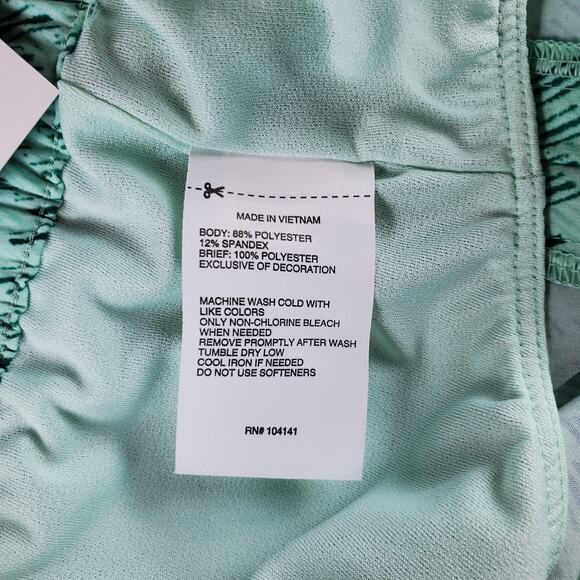 MADE IN VIETNAM
BODY: 88% POLYESTER
12% SPANDEX
BRIEF: 100% POLYESTER
EXCLUSIVE OF DECORATION
MACHINE WASH COLD WITH
LIKE COLORS
ONLY NON-CHLORINE BLEACH
WHEN NEEDED
REMOVE PROMPTLY AFTER WASH
TUMBLE DRY LOW
COOL IRON IF NEEDED
DO NOT USE SOFTENERS
RN# 104141